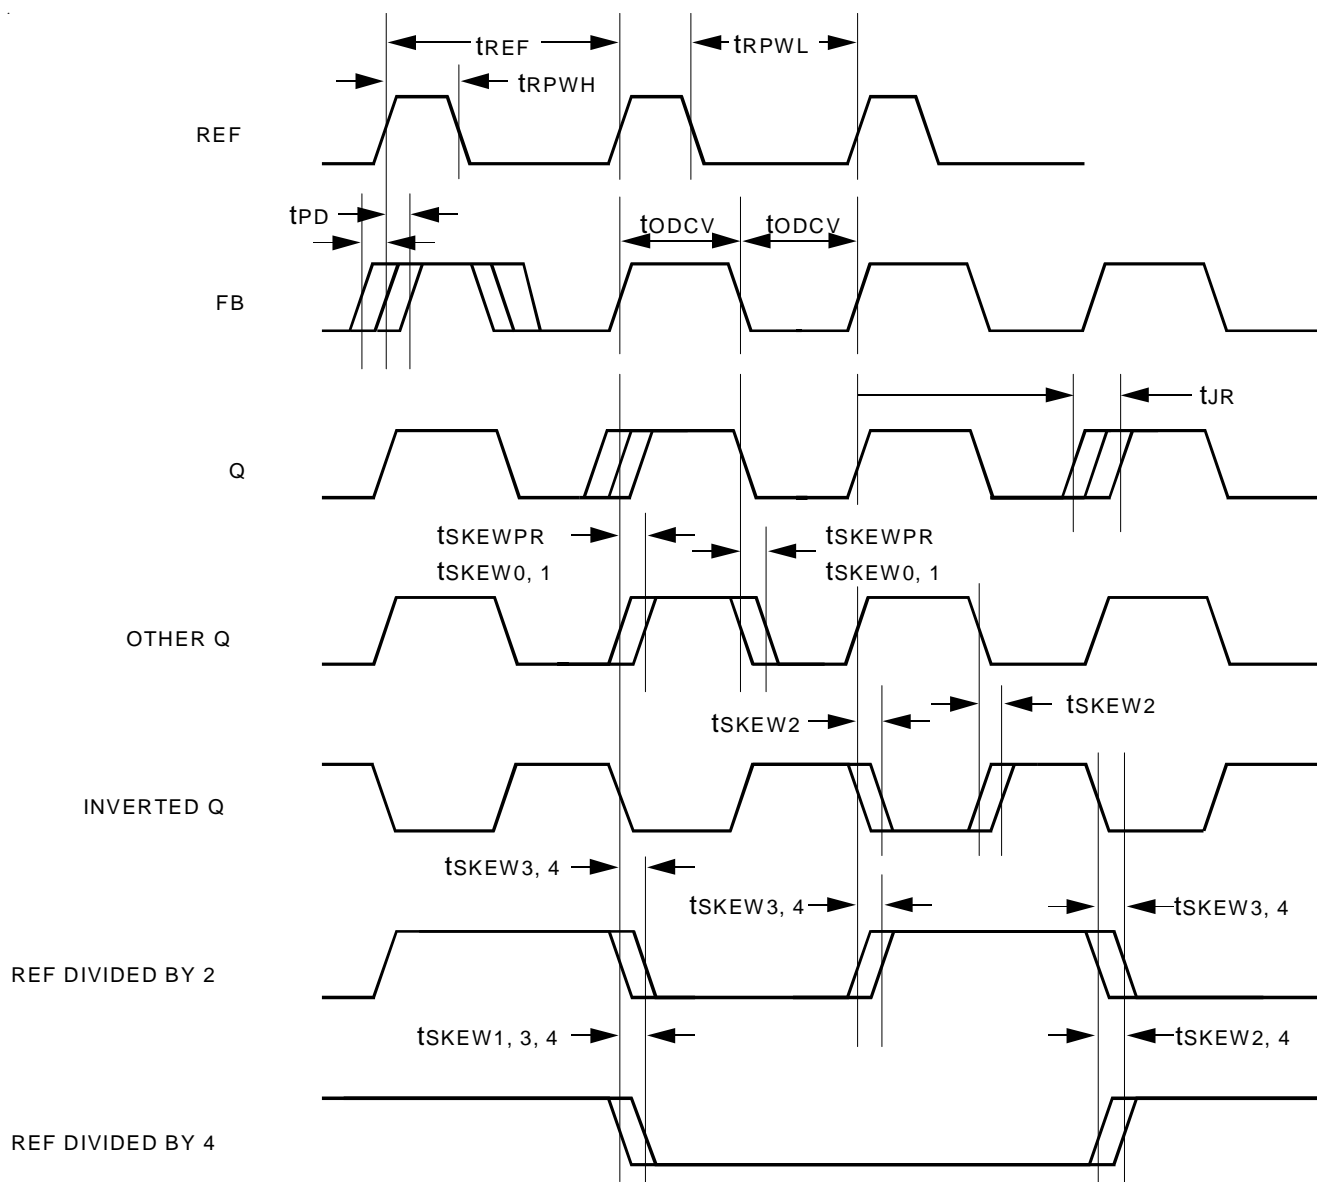 tREF
tRPWL
tRPWH
REF
tPD
tODCV
tODCV
FB
tJR
Q
tSKEWPR
tSKEW0, 1
tSKEWPR
tSKEW0, 1
OTHER Q
tSKEW2
tSKEW2
INVERTED Q
tSKEW3, 4
tSKEW3, 4
tSKEW3, 4
REF DIVIDED BY 2
tSKEW1, 3, 4
tSKEW2, 4
REF DIVIDED BY 4